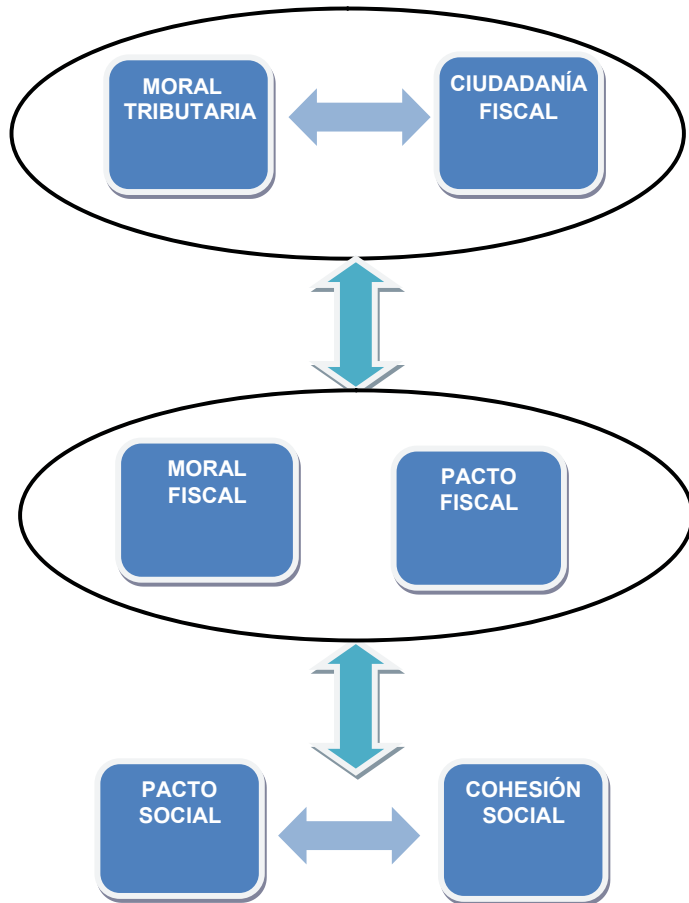 MORAL
TRIBUTARIA
CIUDADANÍA
FISCAL
MORAL
FISCAL
PACTO
FISCAL
PACTO
SOCIAL
COHESIÓN
SOCIAL